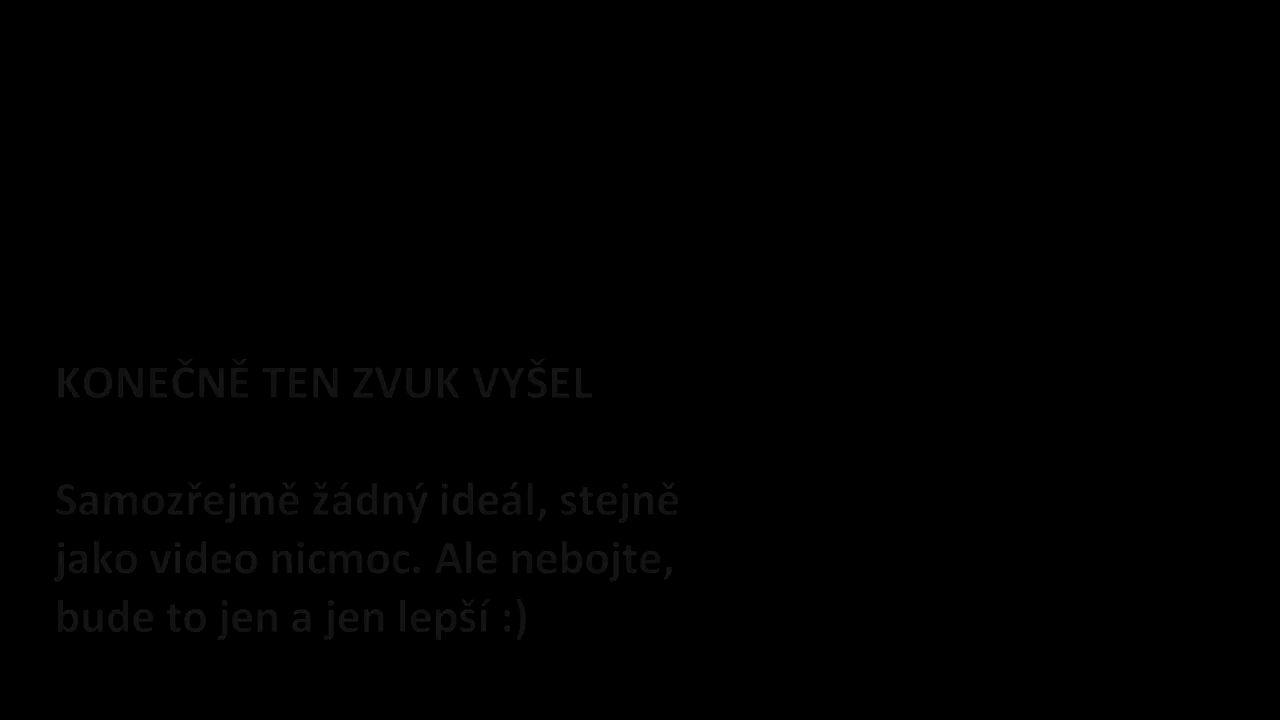 KONEČNĚ TEN ZVUK VYŠEL
Samozřejmě žádný ideál, stejně
jako video nicmoc. Ale nebojte,
bude to jen a jen lepší :)